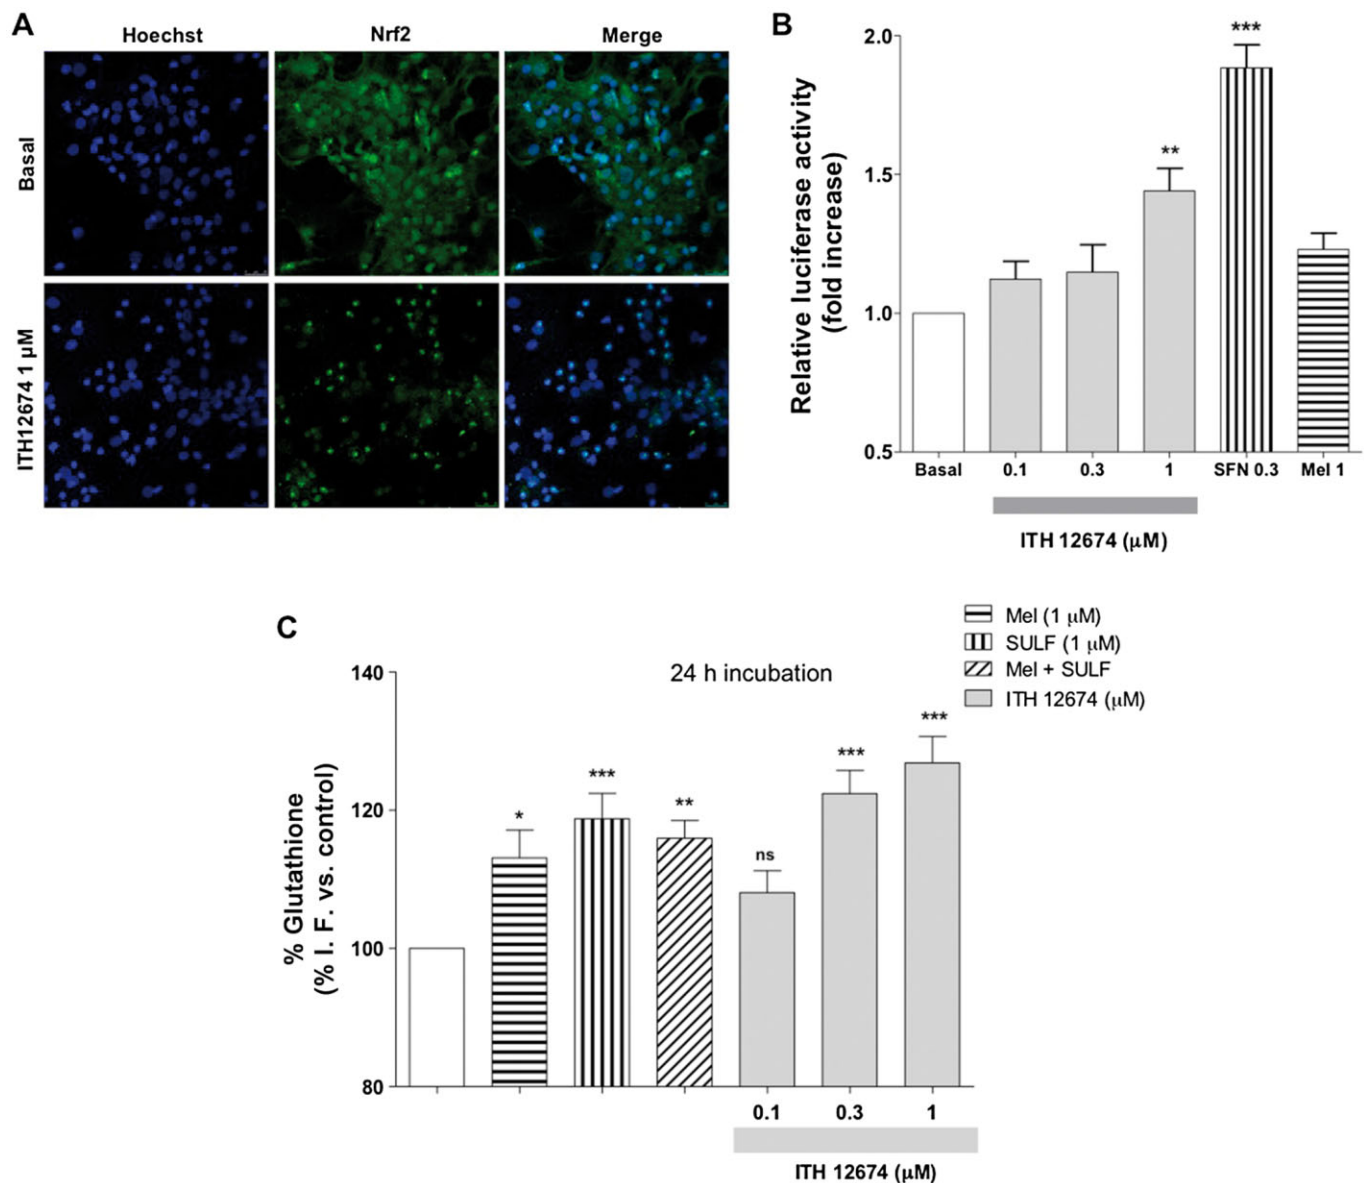 A
Hoechst
Nrf2
Merge
Basal
ITH12674 1 µM
B
Relative luciferase activity
(fold increase)
2.0
1.5
1.0
0.5
**
***
Basal
0.1
0.3
1
SFN 0.3
Mel 1
ITH 12674 (µM)
C
Mel (1 µM)
SULF (1 µM)
Mel + SULF
ITH 12674 (µM)
24 h incubation
% Glutathione
(% I. F. vs. control)
140
120
100
80
*
***
**
ns
***
***
0.1
0.3
1
ITH 12674 (µM)